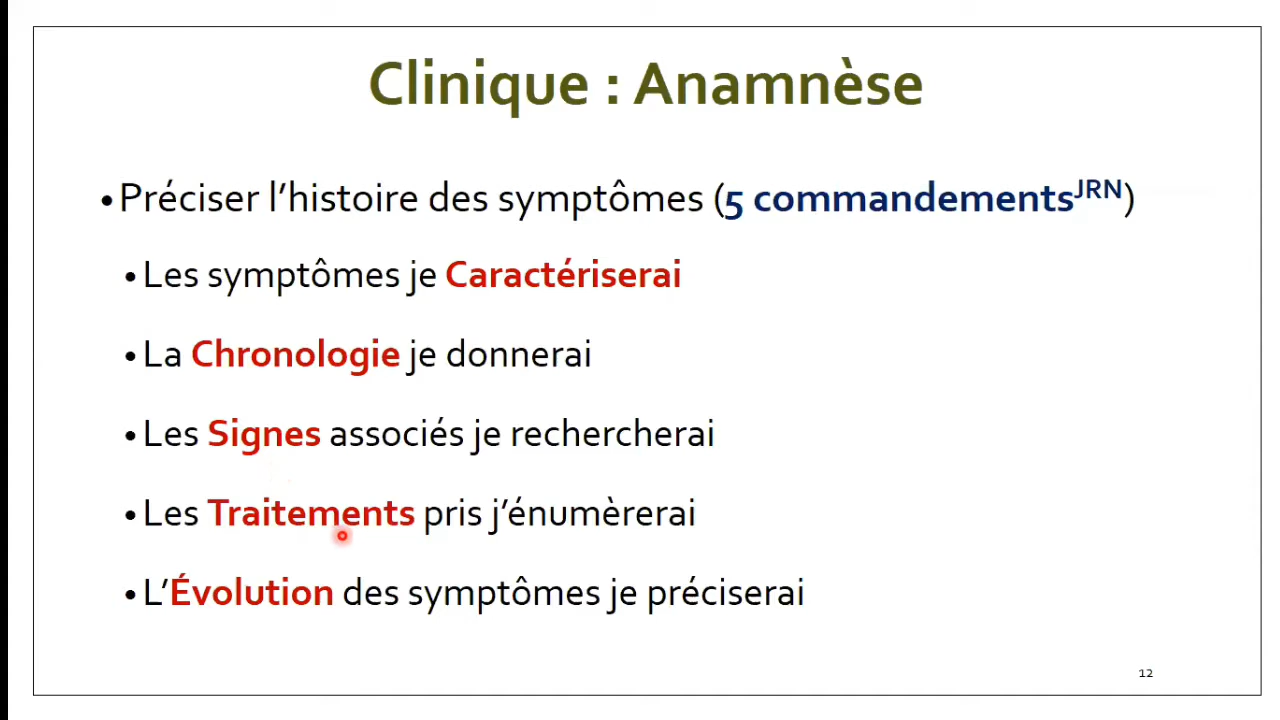 Clinique : Anamnèse
•Préciser l’histoire des symptômes (5 commandementsJRN)
•Les symptômes je Caractériserai
•La Chronologie je donnerai
•Les Signes associés je rechercherai
•Les Traitements pris j’énumèrerai
•L’Évolution des symptômes je préciserai
12